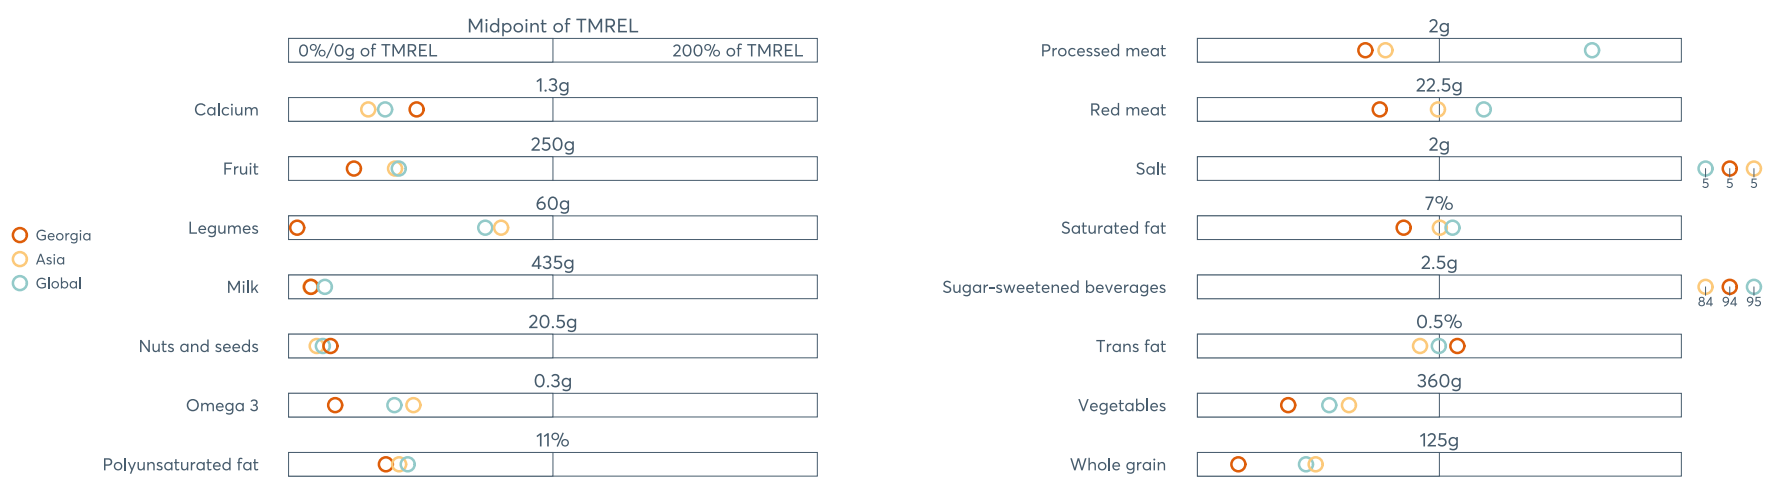 Midpoint of TMREL
0%/0g of TMREL 200% of TMREL
1.3g
Calcium
250g
Fruit
60g
Legumes
435g
Milk
20.5g
Nuts and seeds
0.3g
Omega 3
11%
Polyunsaturated fat
Georgia
Asia
Global
2g
Processed meat
22.5g
Red meat
2g
Salt
5 5 5
7%
Saturated fat
2.5g
Sugar-sweetened beverages
84 94 95
0.5%
Trans fat
360g
Vegetables
125g
Whole grain